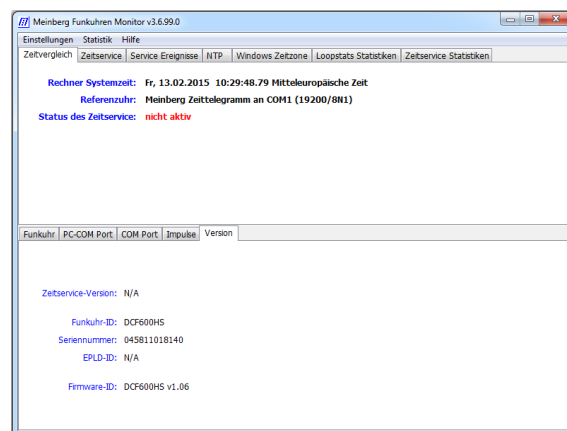 Meinberg Funkuhren Monitor v3.6.99.0
Einstellungen Statistik Hilfe
Zeitvergleich Zeitservice Service Ereignisse NTP Windows Zeitzone Loopstats Statistiken Zeitservice Statistiken
Rechner Systemzeit: Fr, 13.02.2015 10:29:48.79 Mitteleuropäische Zeit
Referenzuhr: Meinberg Zeittelegramm an COM1 (19200/8N1)
Status des Zeitservice: nicht aktiv
Funkuhr PC-COM Port COM Port Impulse Version
Zeitservice-Version: N/A
Funkuhr-ID: DCF600HS
Seriennummer: 045811018140
EPLD-ID: N/A
Firmware-ID: DCF600HS v1.06